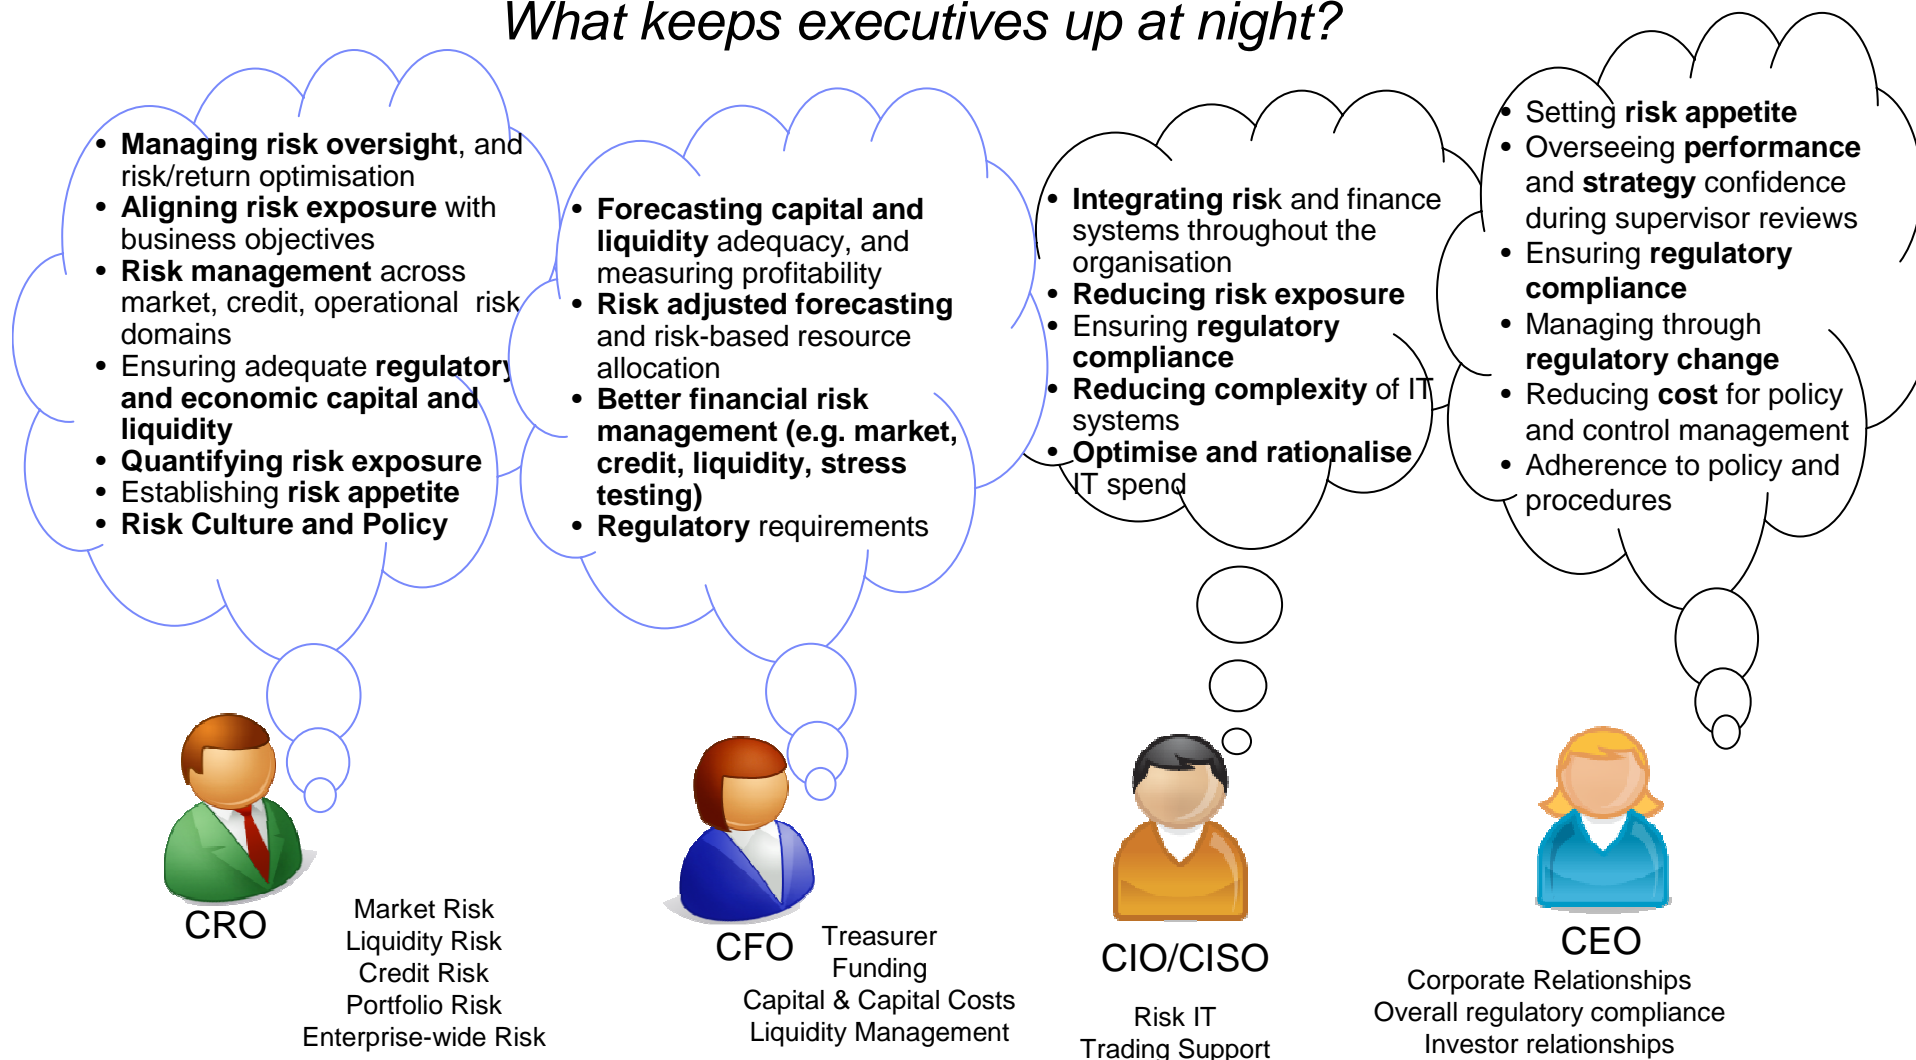 What keeps executives up at night?
• Managing risk oversight, and
risk/return optimisation
• Aligning risk exposure with
business objectives
• Risk management across
market, credit, operational risk
domains
• Ensuring adequate regulatory
and economic capital and
liquidity
• Quantifying risk exposure
• Establishing risk appetite
• Risk Culture and Policy
• Forecasting capital and
liquidity adequacy, and
measuring profitability
• Risk adjusted forecasting
and risk-based resource
allocation
• Better financial risk
management (e.g. market,
credit, liquidity, stress
testing)
• Regulatory requirements
• Integrating risk and finance
systems throughout the
organisation
• Reducing risk exposure
• Ensuring regulatory
compliance
• Reducing complexity of IT
systems
• Optimise and rationalise
IT spend
• Setting risk appetite
• Overseeing performance
and strategy confidence
during supervisor reviews
• Ensuring regulatory
compliance
• Managing through
regulatory change
• Reducing cost for policy
and control management
• Adherence to policy and
procedures
CRO
Market Risk
Liquidity Risk
Credit Risk
Portfolio Risk
Enterprise-wide Risk
CFO
Treasurer
Funding
Capital & Capital Costs
Liquidity Management
CIO/CISO
Risk IT
Trading Support
CEO
Corporate Relationships
Overall regulatory compliance
Investor relationships